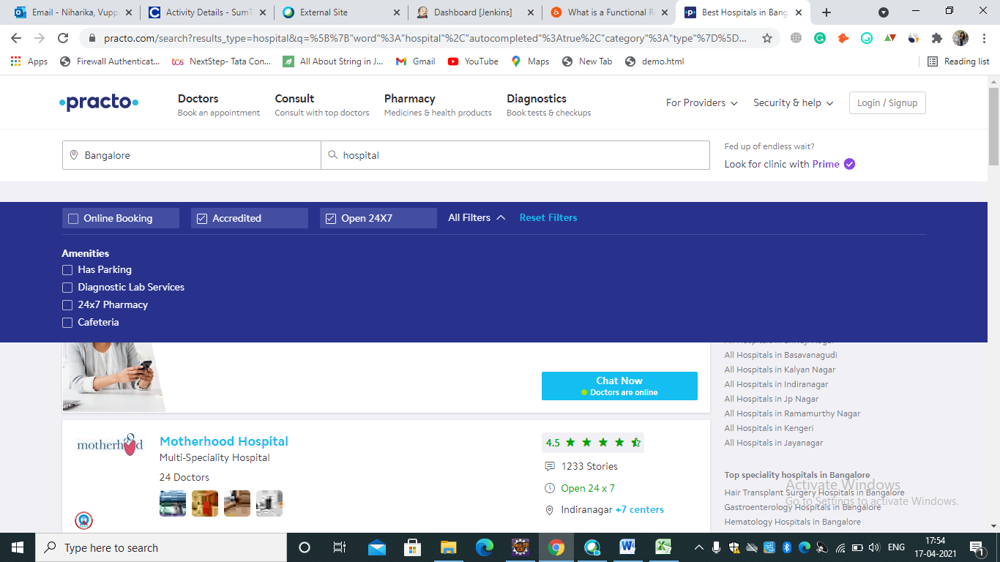 Email - Niharika, Vupp
Activity Details - SumT
External Site
Dashboard [Jenkins]
What is a Functional R
Best Hospitals in Bang
practo.com/search?results_type=hospital&q=%5B%7B"word"%3A"hospital"%2C"autocompleted"%3Atrue%2C"category"%3A"type"%7D%5D...
Apps
Firewall Authenticat...
tcs NextStep- Tata Con...
All About String in J...
Gmail
YouTube
Maps
New Tab
demo.html
Reading list
practo
Doctors
Book an appointment
Consult
Consult with top doctors
Pharmacy
Medicines & health products
Diagnostics
Book tests & checkups
For Providers
Security & help
Login / Signup
Bangalore
hospital
Fed up of endless wait?
Look for clinic with Prime
Online Booking
Accredited
Open 24X7
All Filters
Reset Filters
Amenities
Has Parking
Diagnostic Lab Services
24x7 Pharmacy
Cafeteria
Chat Now
Doctors are online
All Hospitals in Basavanagudi
All Hospitals in Kalyan Nagar
All Hospitals in Indiranagar
All Hospitals in Jp Nagar
All Hospitals in Ramamurthy Nagar
All Hospitals in Kengeri
All Hospitals in Jayanagar
motherhood
Motherhood Hospital
Multi-Speciality Hospital
24 Doctors
4.5
1233 Stories
Open 24 x 7
Indiranagar +7 centers
Top speciality hospitals in Bangalore
Hair Transplant Surgery Hospitals in Bangalore
Gastroenterology Hospitals in Bangalore
Hematology Hospitals in Bangalore
Activate Windows
Go to Settings to activate Windows.
Type here to search
ENG
17:54
17-04-2021
1